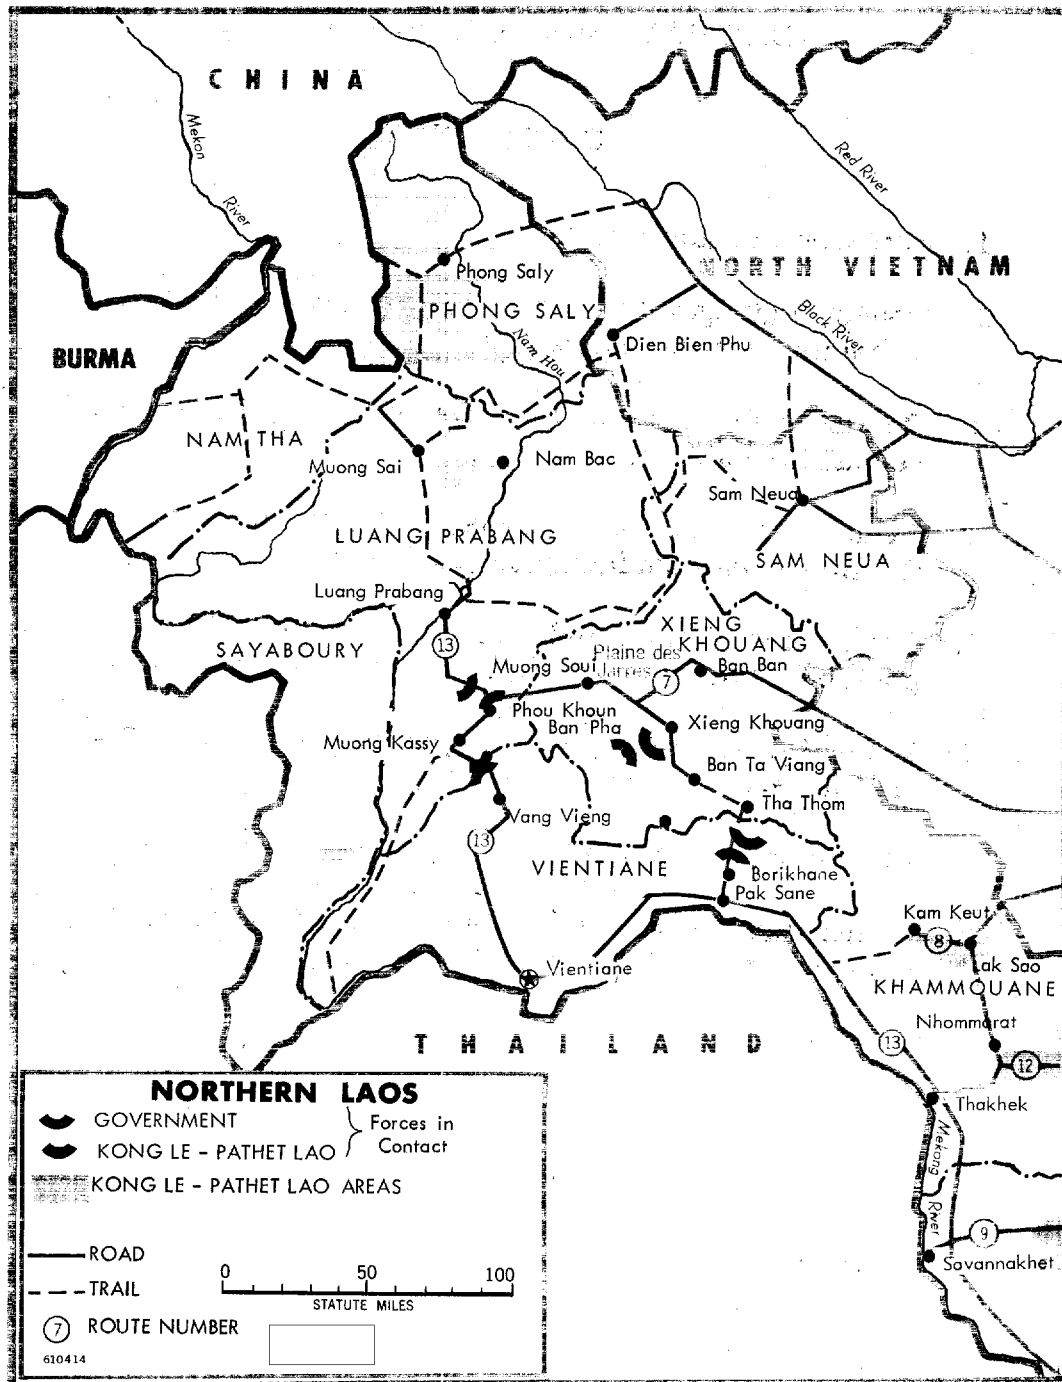 CHINA
Mekon
River
Red River
NORTH VIETNAM
Phong Saly
PHONG SALY
Black River
Nam Hou
Dien Bien Phu
BURMA
NAM THA
Muong Sai
Nam Bac
Sam Neua
LUANG PRABANG
SAM NEUA
Luang Prabang
XIENG
KHOUANG
SAYABOURY
13
Plaine des
Jarres
Muong Soui
7
Ban Ban
Phou Khoun
Ban Pha
Xieng Khouang
Muong Kassy
Ban Ta Viang
Tha Thom
Vang Vieng
13
VIENTIANE
Borikhane
Pak Sane
Kam Keut
8
Lak Sao
Vientiane
KHAMMOUANE
Nhommarat
THAILAND
13
12
Thakhek
Mekong
River
9
Savannakhet
NORTHERN LAOS
GOVERNMENT
KONG LE - PATHET LAO
Forces in
Contact
KONG LE - PATHET LAO AREAS
ROAD
TRAIL
0 50 100
STATUTE MILES
7 ROUTE NUMBER
610414